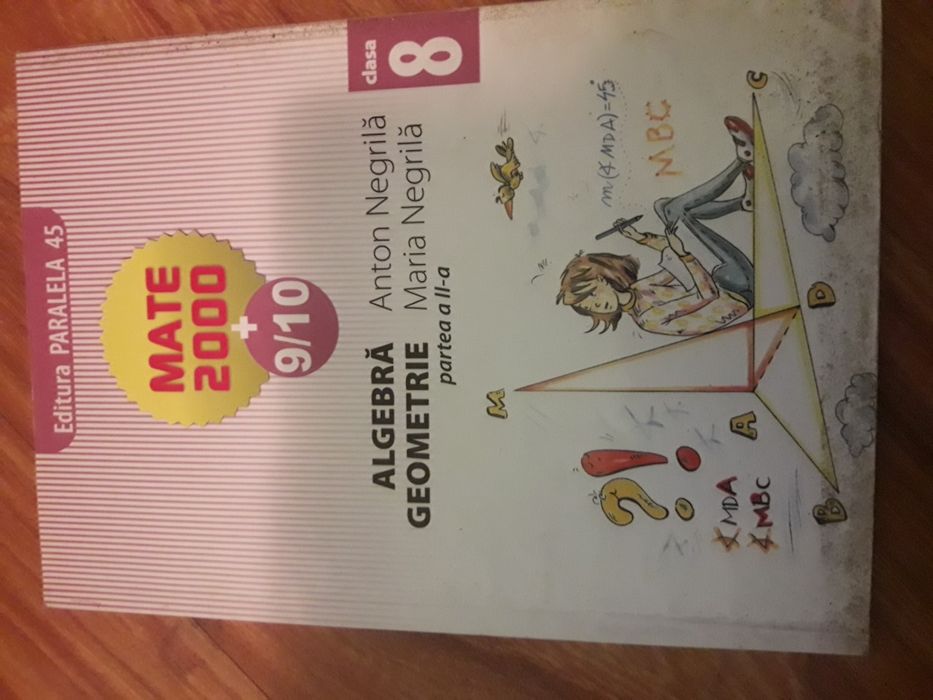 Editura PARALELA 45
MATE
2000
+
9/10
clasa
8
ALGEBRĂ Anton Negrilă
GEOMETRIE Maria Negrilă
partea a II-a
m(∢MDA)=45°
MBC
M
?!
∢MDA
∢MBC
A
B
D
C